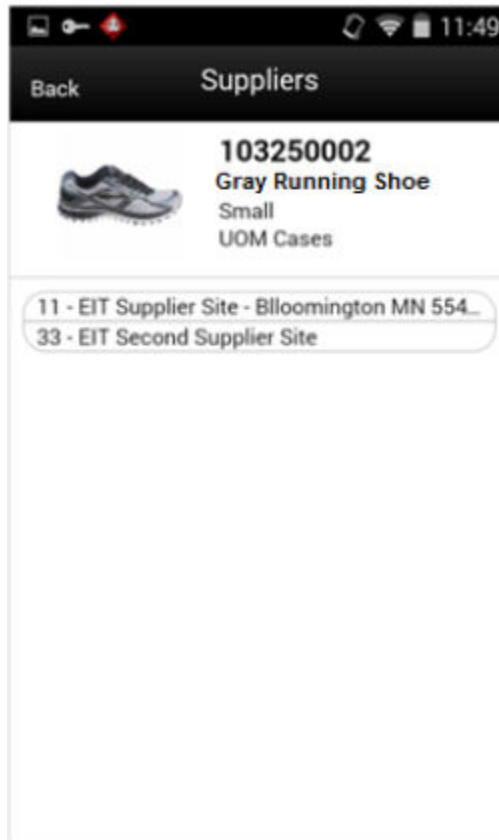 11:49
Back
Suppliers
103250002
Gray Running Shoe
Small
UOM Cases
11 - EIT Supplier Site - Blloomington MN 554...
33 - EIT Second Supplier Site